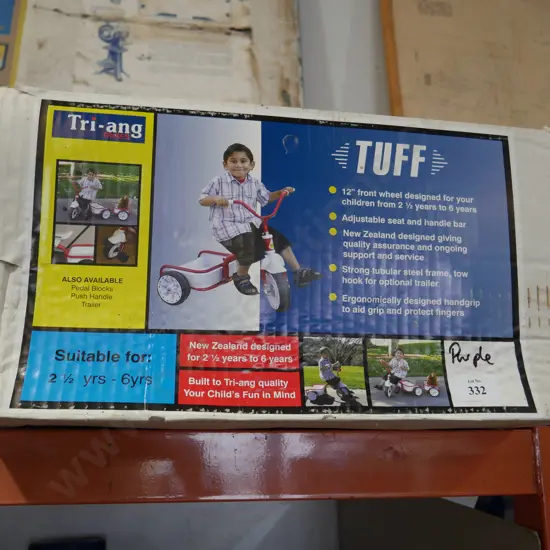 Tri-ang
ALSO AVAILABLE
Pedal Blocks
Push Handle
Trailer
TUFF
12" front wheel designed for your
children from 2 ½ years to 6 years
Adjustable seat and handle bar
New Zealand designed giving
quality assurance and ongoing
support and service
Strong tubular steel frame, tow
hook for optional trailer
Ergonomically designed handgrip
to aid grip and protect fingers
Suitable for:
2 ½ yrs - 6yrs
New Zealand designed
for 2 ½ years to 6 years
Built to Tri-ang quality
Your Child's Fun in Mind
Purple
Lot No.
332